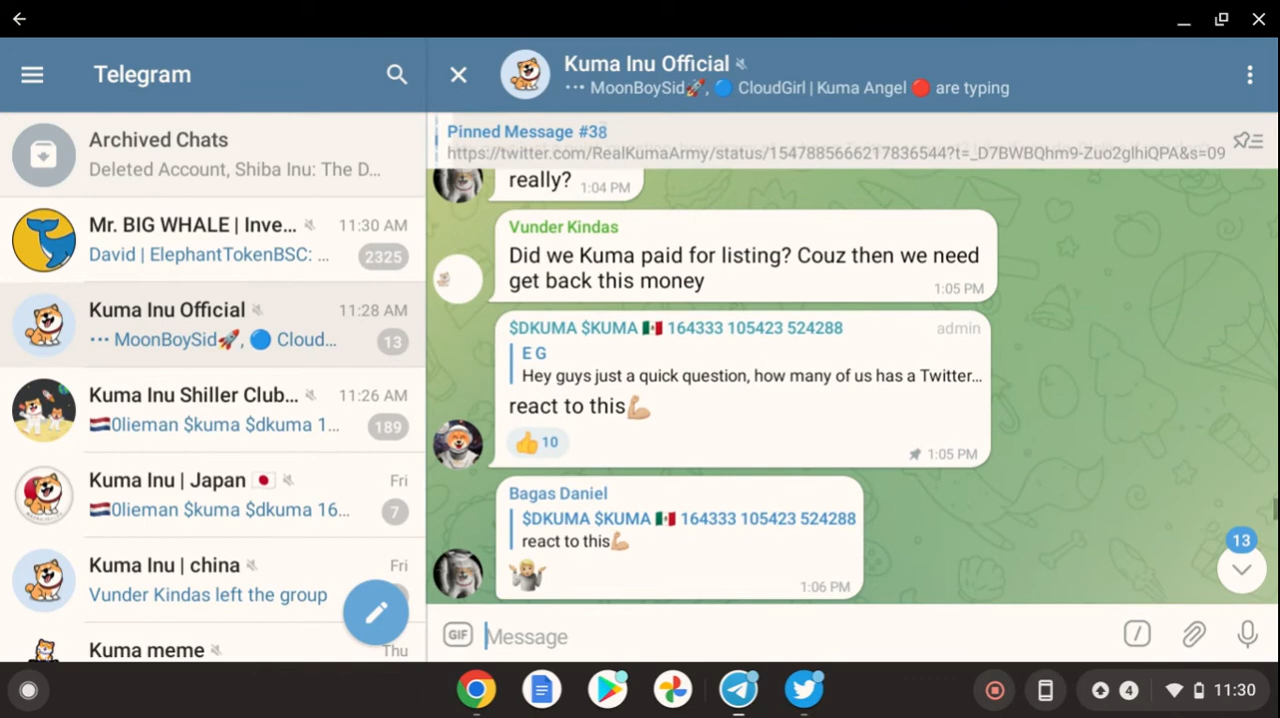 Telegram
Archived Chats
Deleted Account, Shiba Inu: The D...
Mr. BIG WHALE | Inve...
11:30 AM
David | ElephantTokenBSC: ...
2325
Kuma Inu Official
11:28 AM
MoonBoySid🚀, 🔵 Cloud...
13
Kuma Inu Shiller Club...
11:26 AM
🇳🇱0lieman $kuma $dkuma 1...
189
Kuma Inu | Japan 🇯🇵
Fri
🇳🇱0lieman $kuma $dkuma 16...
7
Kuma Inu | china
Fri
Vunder Kindas left the group
Kuma meme
Thu
Kuma Inu Official
MoonBoySid🚀, 🔵 CloudGirl | Kuma Angel 🔴 are typing
Pinned Message #38
https://twitter.com/RealKumaArmy/status/1547885666217836544?t=_D7BWBQhm9-Zuo2glhiQPA&s=09
really? 1:04 PM
Vunder Kindas
Did we Kuma paid for listing? Couz then we need
get back this money
1:05 PM
$DKUMA $KUMA 🇲🇽 164333 105423 524288
admin
E G
Hey guys just a quick question, how many of us has a Twitter...
react to this💪🏼
👍 10
1:05 PM
Bagas Daniel
$DKUMA $KUMA 🇲🇽 164333 105423 524288
react to this💪🏼
🤷🏼‍♂️
1:06 PM
13
GIF
Message
4
11:30